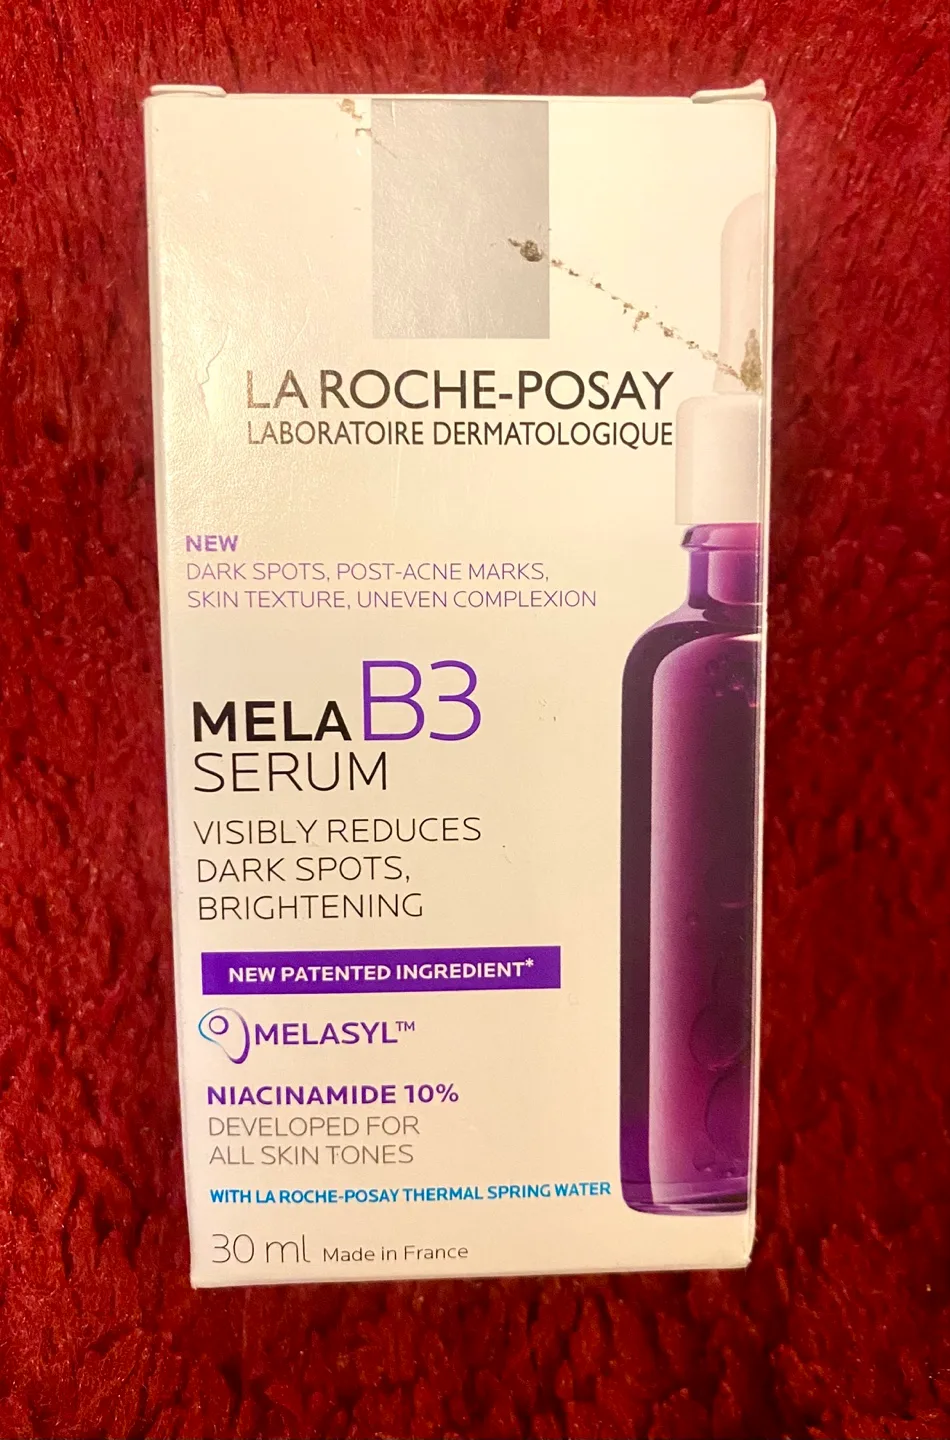 LA ROCHE-POSAY
LABORATOIRE DERMATOLOGIQUE
NEW
DARK SPOTS, POST-ACNE MARKS,
SKIN TEXTURE, UNEVEN COMPLEXION
MELA B3
SERUM
VISIBLY REDUCES
DARK SPOTS,
BRIGHTENING
NEW PATENTED INGREDIENT*
MELASYL™
NIACINAMIDE 10%
DEVELOPED FOR
ALL SKIN TONES
WITH LA ROCHE-POSAY THERMAL SPRING WATER
30 ml Made in France